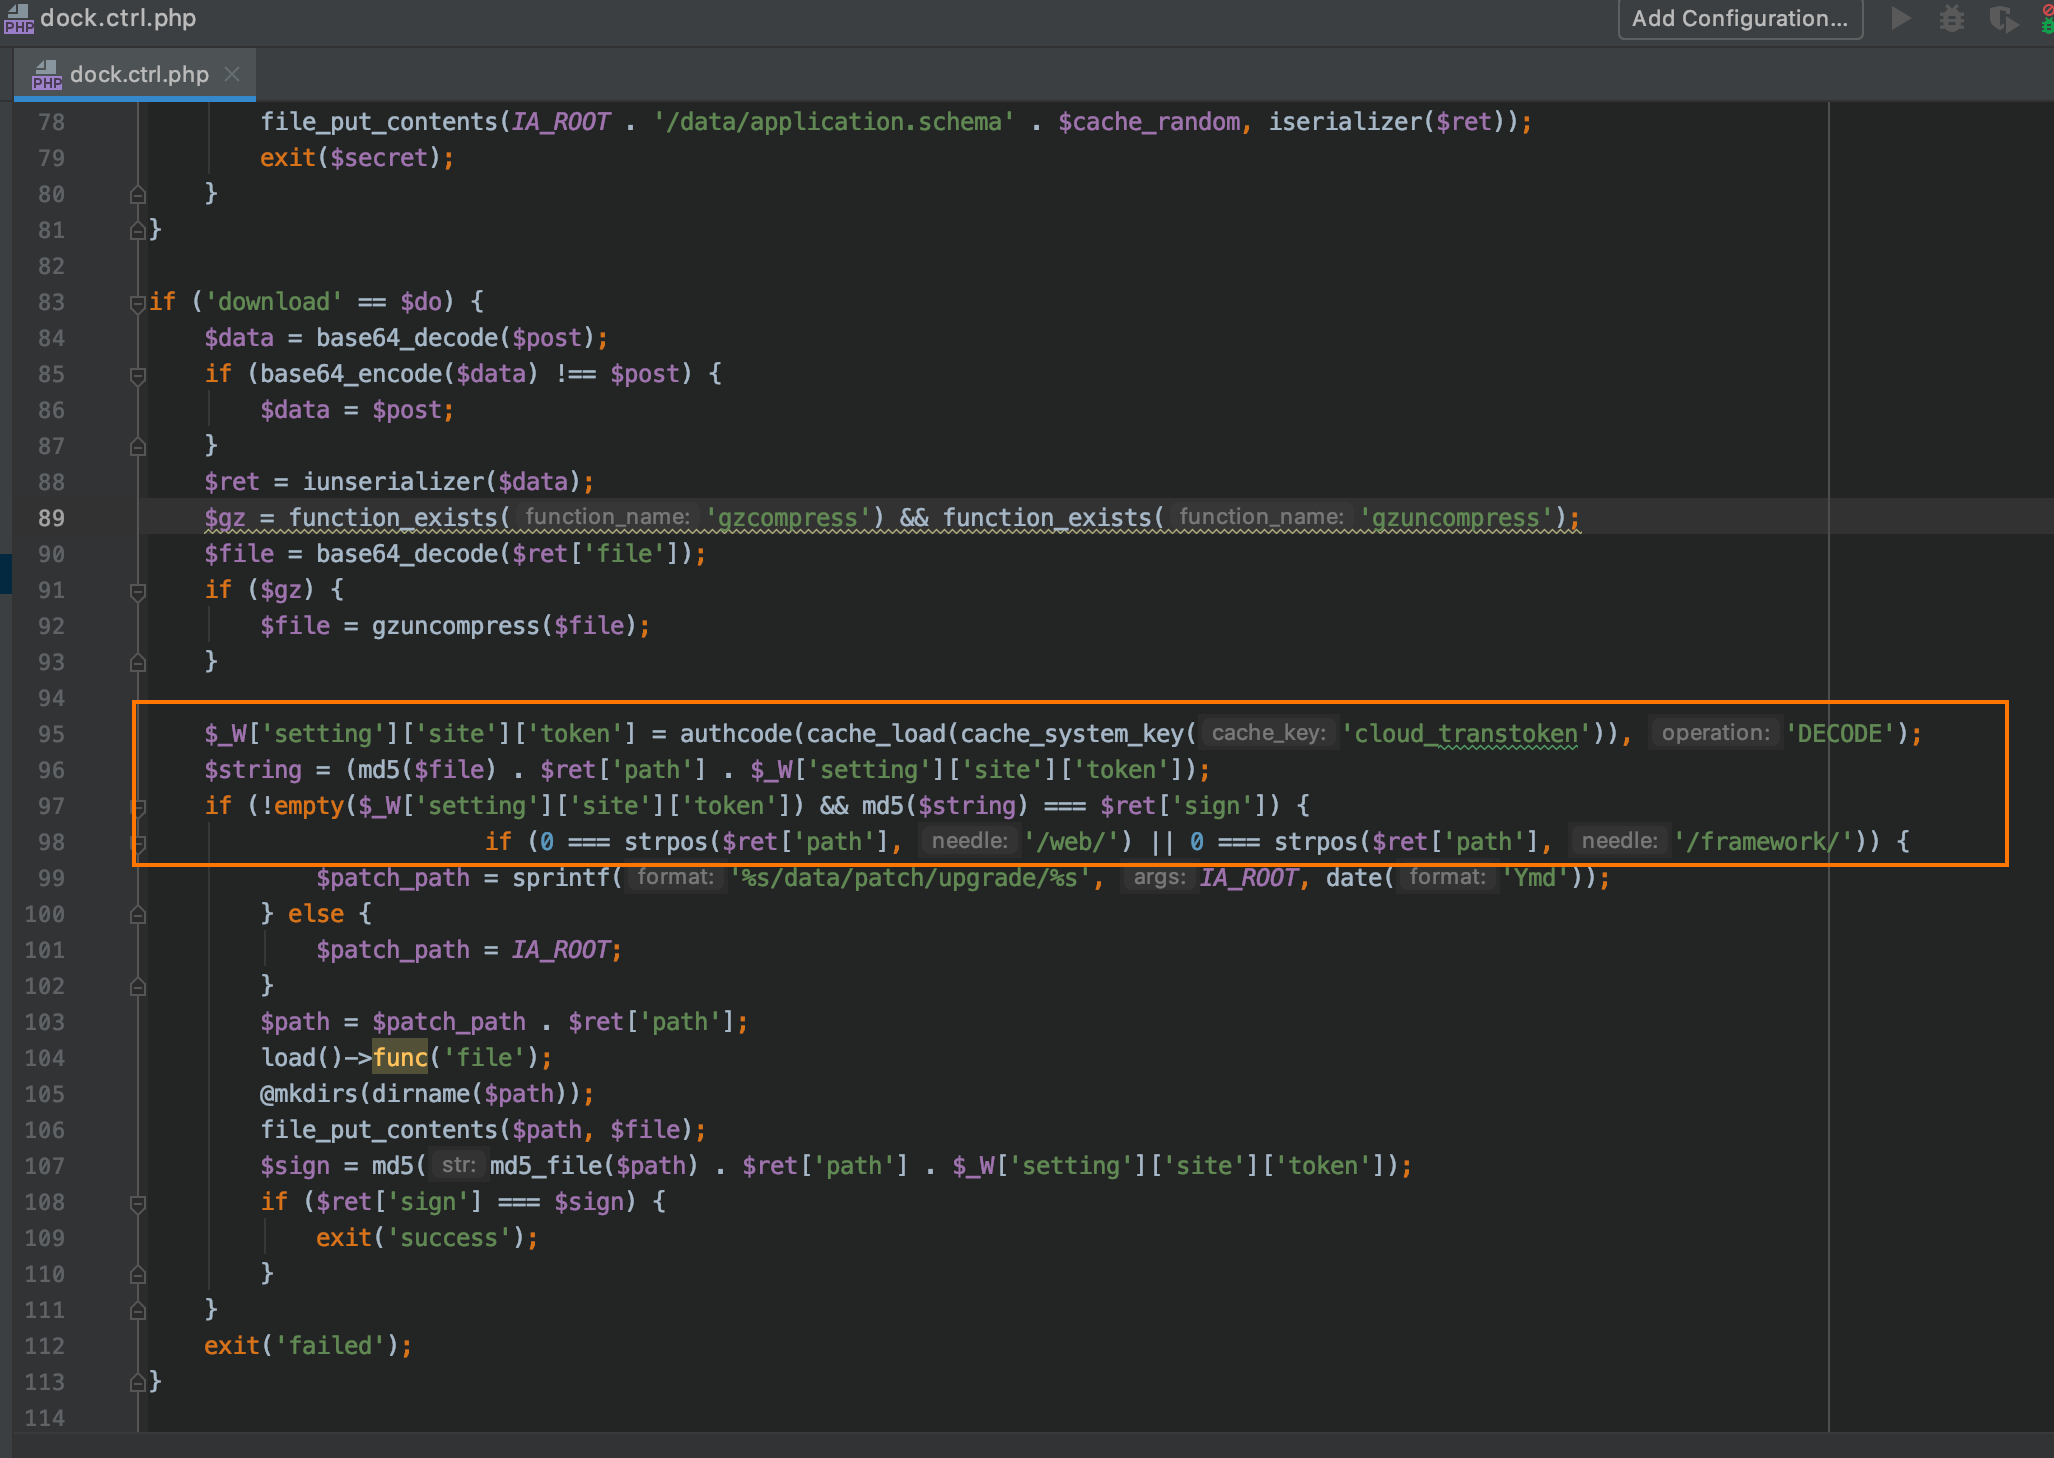 PHP dock.ctrl.php Add Configuration...
PHP dock.ctrl.php
78 file_put_contents(IA_ROOT . '/data/application.schema' . $cache_random, iserializer($ret));
79 exit($secret);
80 }
81 }
82
83 if ('download' == $do) {
84 $data = base64_decode($post);
85 if (base64_encode($data) !== $post) {
86 $data = $post;
87 }
88 $ret = iunserializer($data);
89 $gz = function_exists( function_name: 'gzcompress') && function_exists( function_name: 'gzuncompress');
90 $file = base64_decode($ret['file']);
91 if ($gz) {
92 $file = gzuncompress($file);
93 }
94
95 $_W['setting']['site']['token'] = authcode(cache_load(cache_system_key( cache_key: 'cloud_transtoken')), operation: 'DECODE');
96 $string = (md5($file) . $ret['path'] . $_W['setting']['site']['token']);
97 if (!empty($_W['setting']['site']['token']) && md5($string) === $ret['sign']) {
98 if (0 === strpos($ret['path'], needle: '/web/') || 0 === strpos($ret['path'], needle: '/framework/')) {
99 $patch_path = sprintf( format: '%s/data/patch/upgrade/%s', args: IA_ROOT, date( format: 'Ymd'));
100 } else {
101 $patch_path = IA_ROOT;
102 }
103 $path = $patch_path . $ret['path'];
104 load()->func('file');
105 @mkdirs(dirname($path));
106 file_put_contents($path, $file);
107 $sign = md5( str: md5_file($path) . $ret['path'] . $_W['setting']['site']['token']);
108 if ($ret['sign'] === $sign) {
109 exit('success');
110 }
111 }
112 exit('failed');
113 }
114